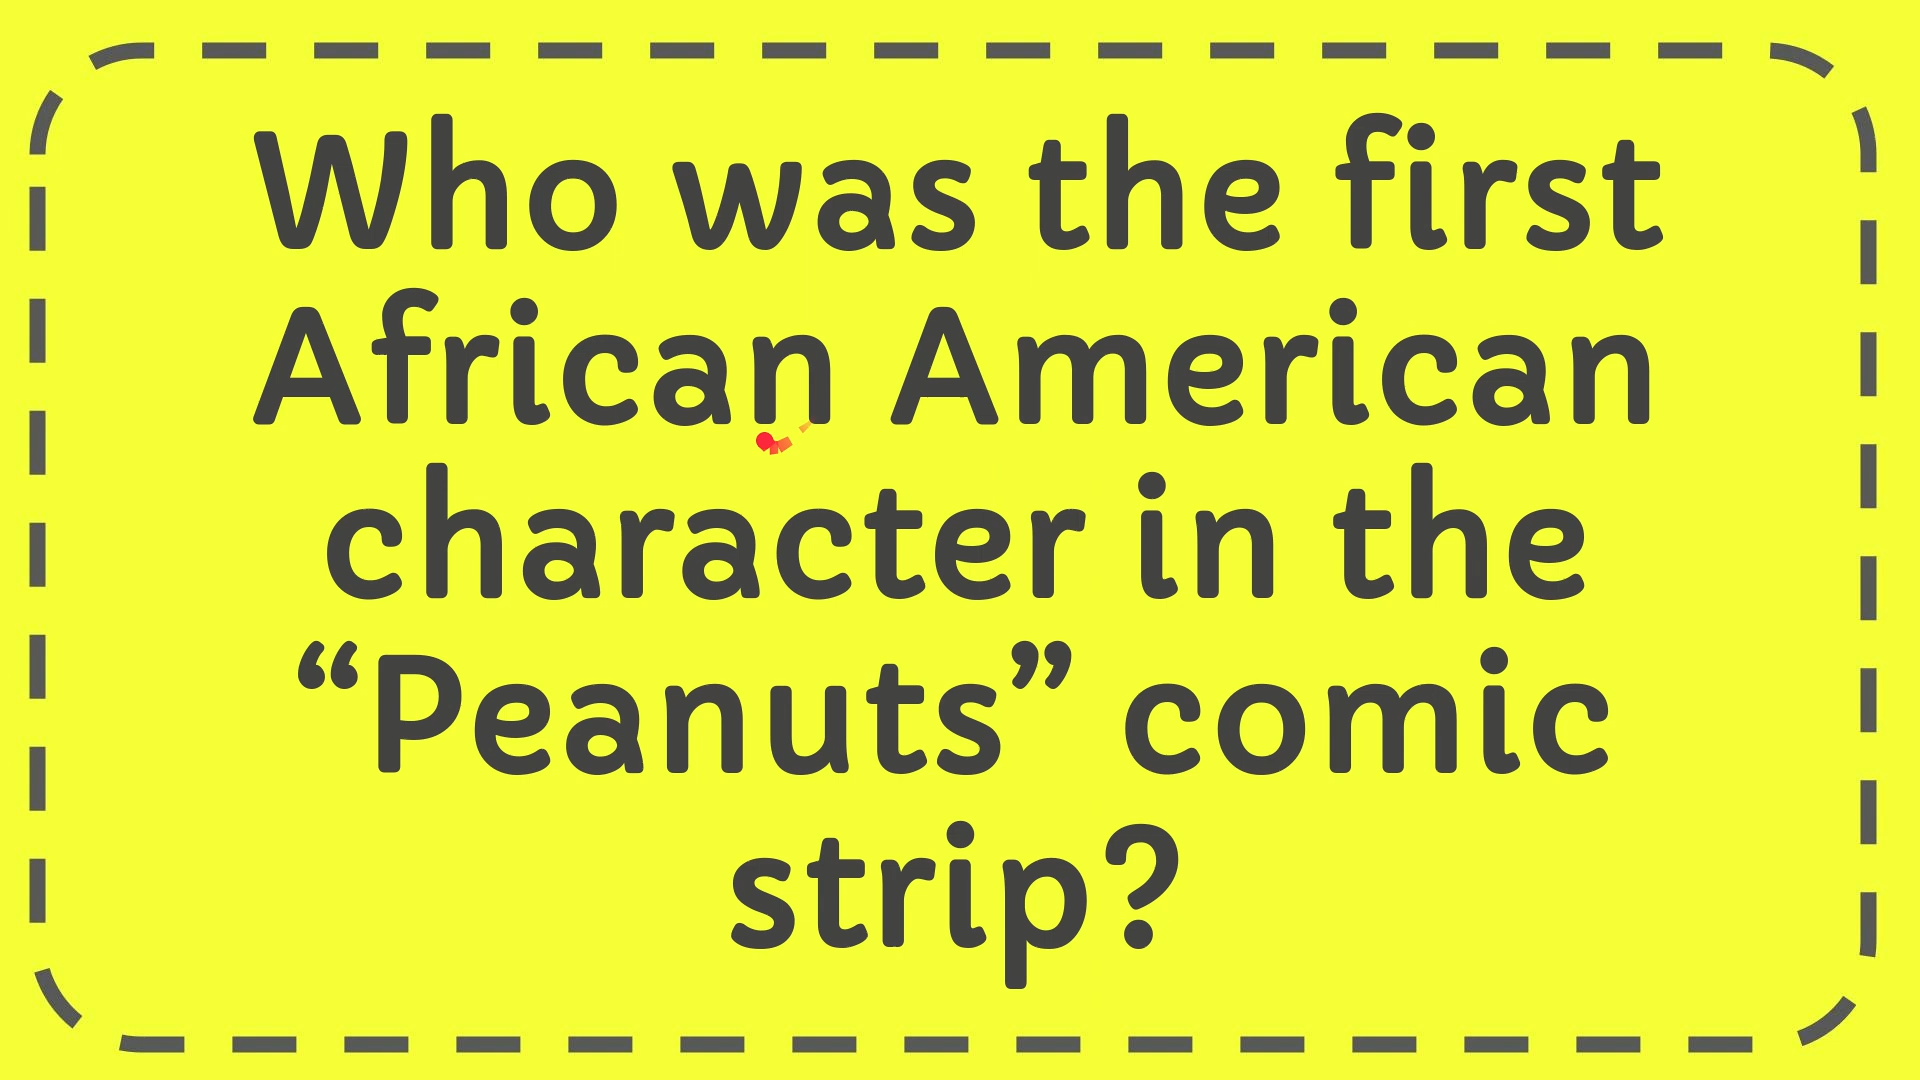 Who was the first
African American
character in the
“Peanuts” comic
strip?